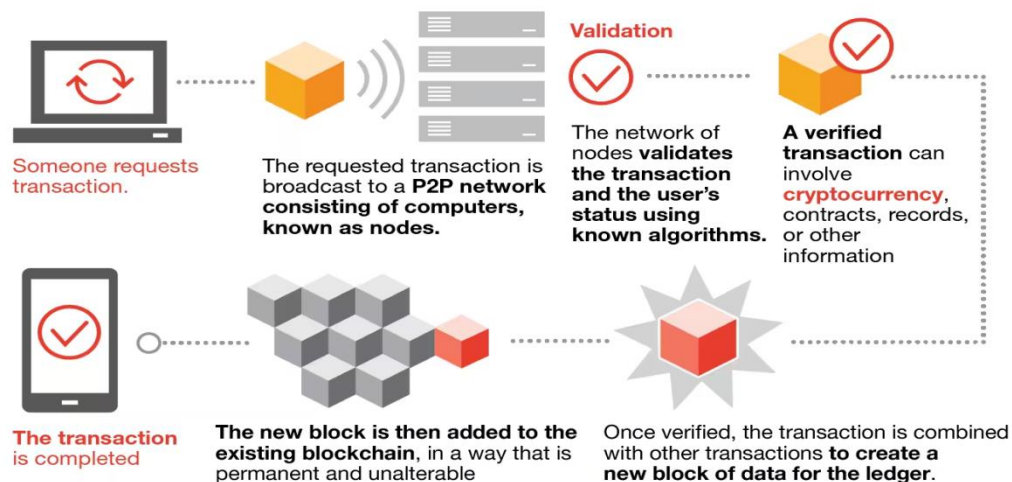 Someone requests
transaction.
The requested transaction is
broadcast to a P2P network
consisting of computers,
known as nodes.
Validation
The network of
nodes validates
the transaction
and the user's
status using
known algorithms.
A verified
transaction can
involve
cryptocurrency,
contracts, records,
or other
information
Once verified, the transaction is combined
with other transactions to create a
new block of data for the ledger.
The new block is then added to the
existing blockchain, in a way that is
permanent and unalterable
The transaction
is completed